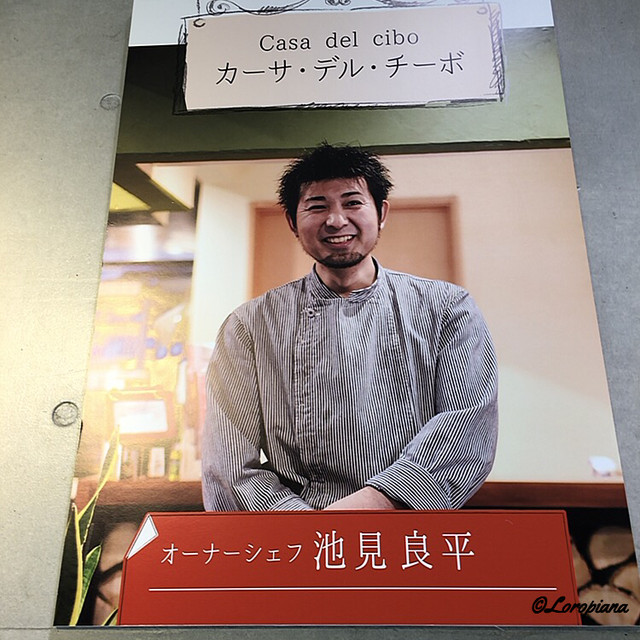 Casa del cibo
カーサ・デル・チーボ
オーナーシェフ 池見良平
©Loropiana